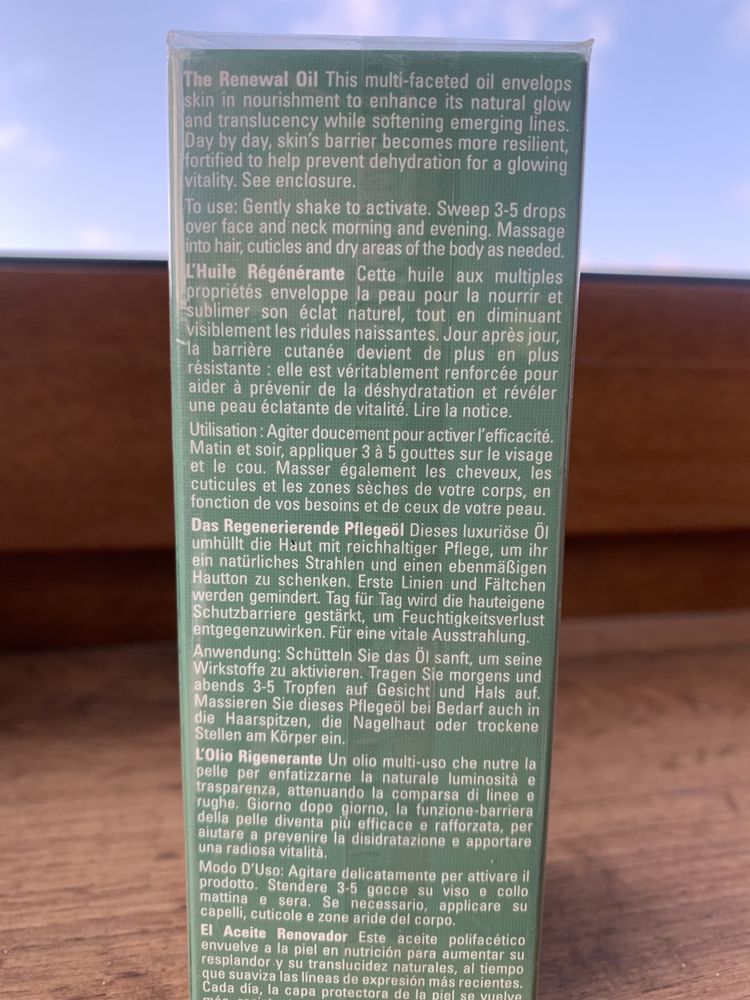 The Renewal Oil This multi-faceted oil envelops
skin in nourishment to enhance its natural glow
and translucency while softening emerging lines.
Day by day, skin's barrier becomes more resilient,
fortified to help prevent dehydration for a glowing
vitality. See enclosure.
To use: Gently shake to activate. Sweep 3-5 drops
over face and neck morning and evening. Massage
into hair, cuticles and dry areas of the body as needed.
L'Huile Régénérante Cette huile aux multiples
propriétés enveloppe la peau pour la nourrir et
sublimer son éclat naturel, tout en diminuant
visiblement les ridules naissantes. Jour après jour,
la barrière cutanée devient de plus en plus
résistante : elle est véritablement renforcée pour
aider à prévenir de la déshydratation et révéler
une peau éclatante de vitalité. Lire la notice.
Utilisation : Agiter doucement pour activer l'efficacité.
Matin et soir, appliquer 3 à 5 gouttes sur le visage
et le cou. Masser également les cheveux, les
cuticules et les zones sèches de votre corps, en
fonction de vos besoins et de ceux de votre peau.
Das Regenerierende Pflegeöl Dieses luxuriöse Öl
umhüllt die Haut mit reichhaltiger Pflege, um ihr
ein natürliches Strahlen und einen ebenmäßigen
Hautton zu schenken. Erste Linien und Fältchen
werden gemindert. Tag für Tag wird die hauteigene
Schutzbarriere gestärkt, um Feuchtigkeitsverlust
entgegenzuwirken. Für eine vitale Ausstrahlung.
Anwendung: Schütteln Sie das Öl sanft, um seine
Wirkstoffe zu aktivieren. Tragen Sie morgens und
abends 3-5 Tropfen auf Gesicht und Hals auf.
Massieren Sie dieses Pflegeöl bei Bedarf auch in
die Haarspitzen, die Nagelhaut oder trockene
Stellen am Körper ein.
L'Olio Rigenerante Un olio multi-uso che nutre la
pelle per enfatizzarne la naturale luminosità e
trasparenza, attenuando la comparsa di linee e
rughe. Giorno dopo giorno, la funzione-barriera
della pelle diventa più efficace e rafforzata, per
aiutare a prevenire la disidratazione e apportare
una radiosa vitalità.
Modo D'Uso: Agitare delicatamente per attivare il
prodotto. Stendere 3-5 gocce su viso e collo
mattina e sera. Se necessario, applicare su
capelli, cuticole e zone aride del corpo.
El Aceite Renovador Este aceite polifacético
envuelve a la piel en nutrición para aumentar su
resplandor y su translucidez naturales, al tiempo
que suaviza las líneas de expresión más recientes.
Cada día, la capa protectora de la piel se vuelve